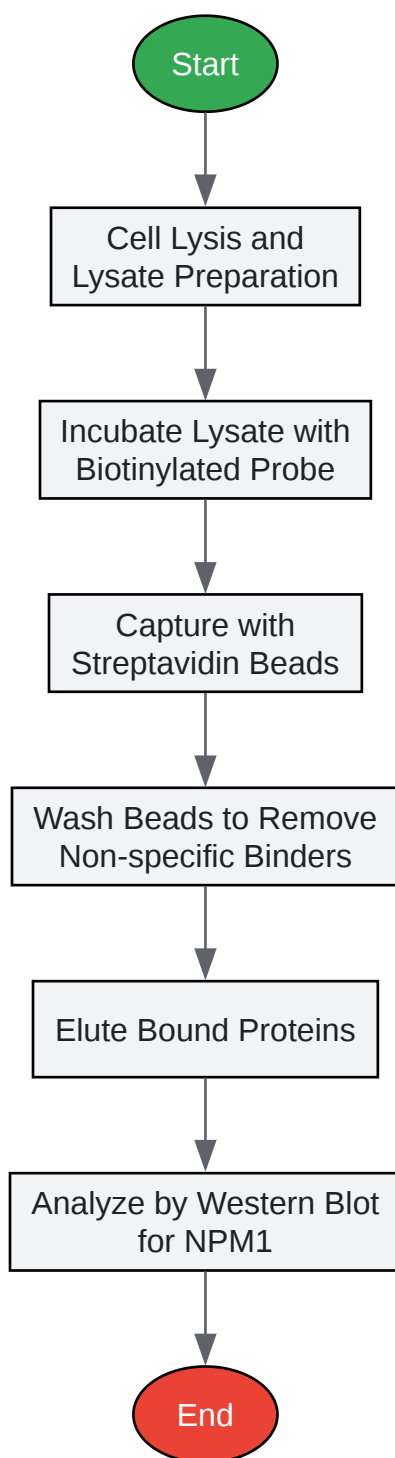 Start
Cell Lysis and
Lysate Preparation
Incubate Lysate with
Biotinylated Probe
Capture with
Streptavidin Beads
Wash Beads to Remove
Non-specific Binders
Elute Bound Proteins
Analyze by Western Blot
for NPM1
End